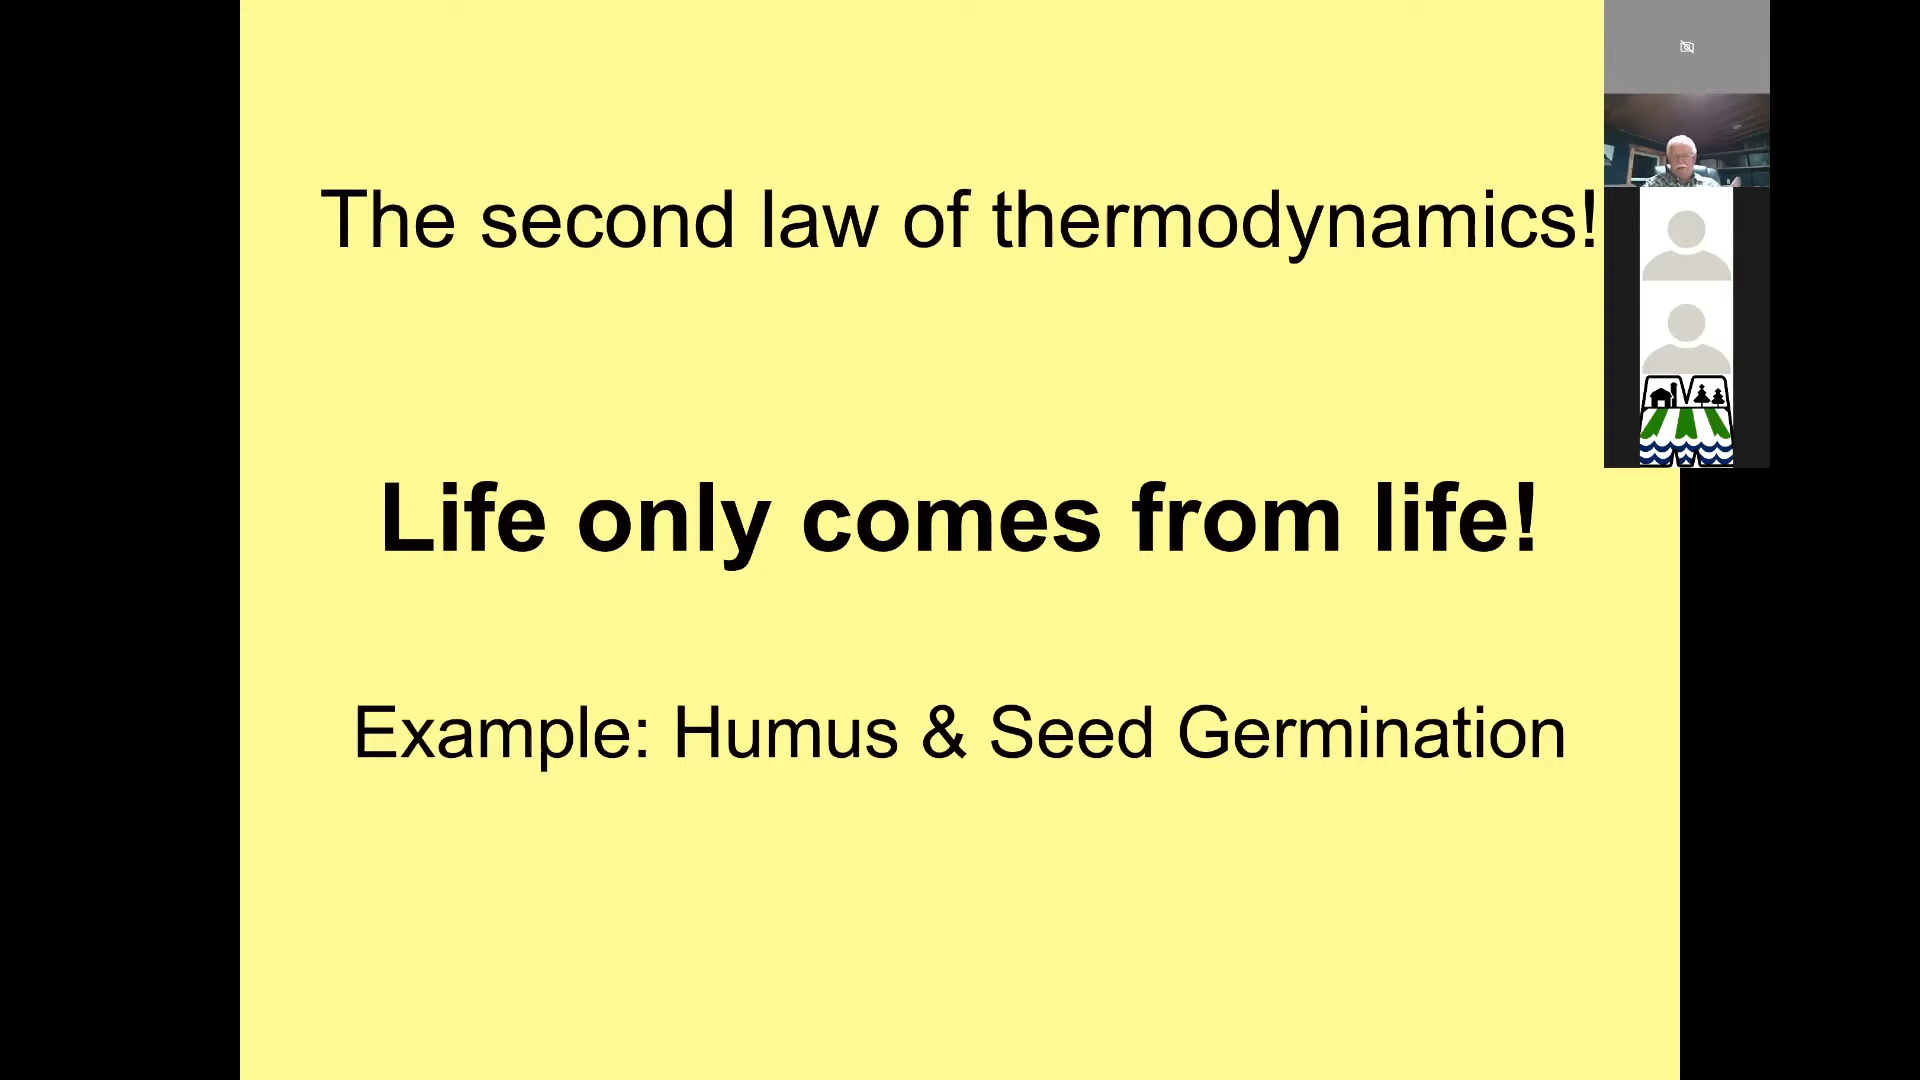 The second law of thermodynamics!
Life only comes from life!
Example: Humus & Seed Germination